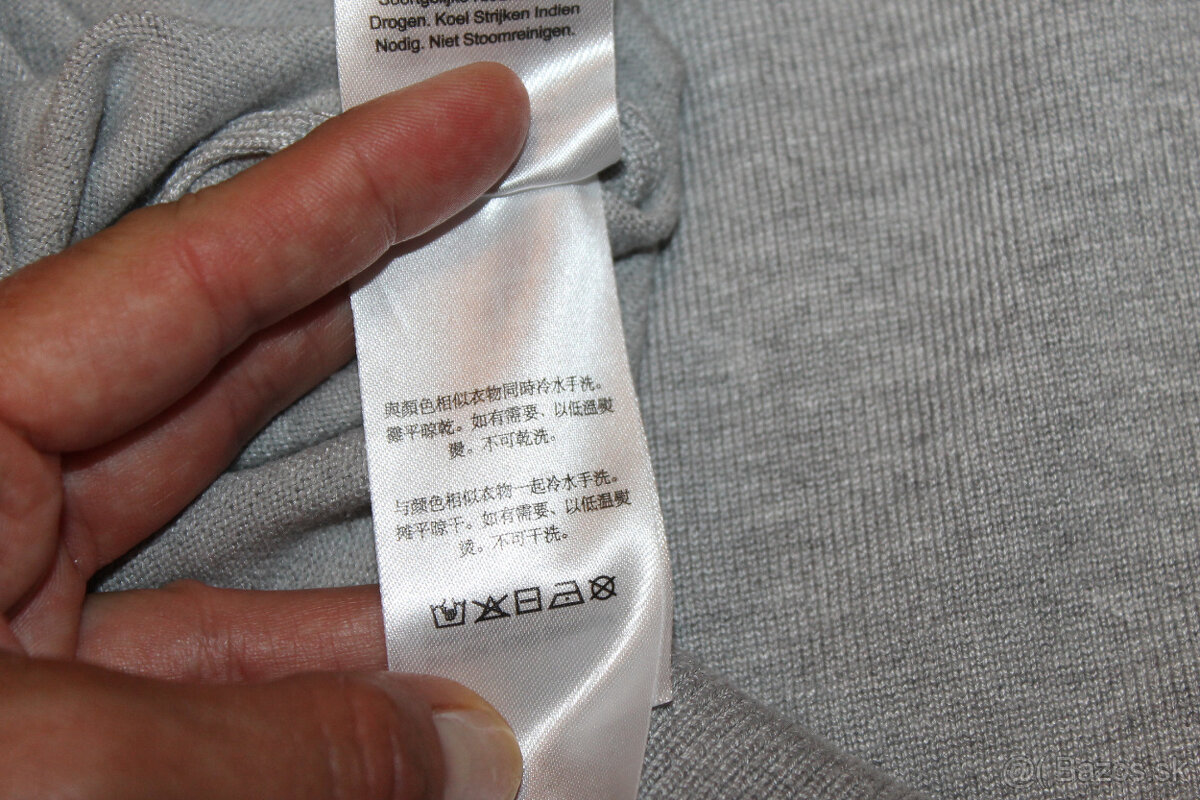 Drogen. Koel Strijken Indien
Nodig. Niet Stoomreinigen.
與顏色相似衣物同時冷水手洗。
攤平晾乾。如有需要、以低溫熨
燙。不可乾洗。
与颜色相似衣物一起冷水手洗。
摊平晾干。如有需要、以低温熨
烫。不可干洗。
Bazos.sk